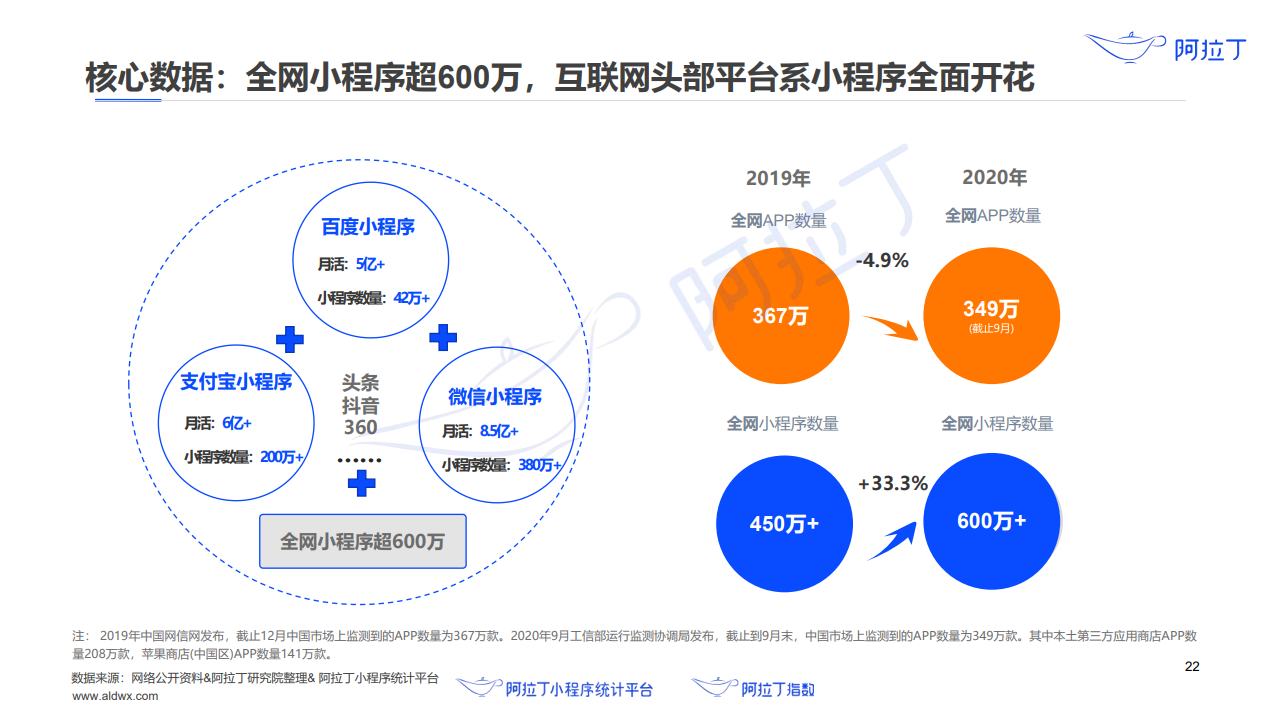 阿拉丁
核心数据：全网小程序超600万，互联网头部平台系小程序全面开花
百度小程序
月活: 5亿+
小程序数量: 42万+
支付宝小程序
月活: 6亿+
小程序数量: 200万+
头条
抖音
360
……
微信小程序
月活: 8.5亿+
小程序数量: 380万+
全网小程序超600万
阿拉丁
2019年
2020年
全网APP数量
全网APP数量
367万
-4.9%
349万
(截止9月)
全网小程序数量
全网小程序数量
450万+
+33.3%
600万+
注： 2019年中国网信网发布，截止12月中国市场上监测到的APP数量为367万款。2020年9月工信部运行监测协调局发布，截止到9月末，中国市场上监测到的APP数量为349万款。其中本土第三方应用商店APP数
量208万款，苹果商店(中国区)APP数量141万款。
数据来源：网络公开资料&阿拉丁研究院整理& 阿拉丁小程序统计平台
www.aldwx.com
阿拉丁小程序统计平台
阿拉丁指数
22